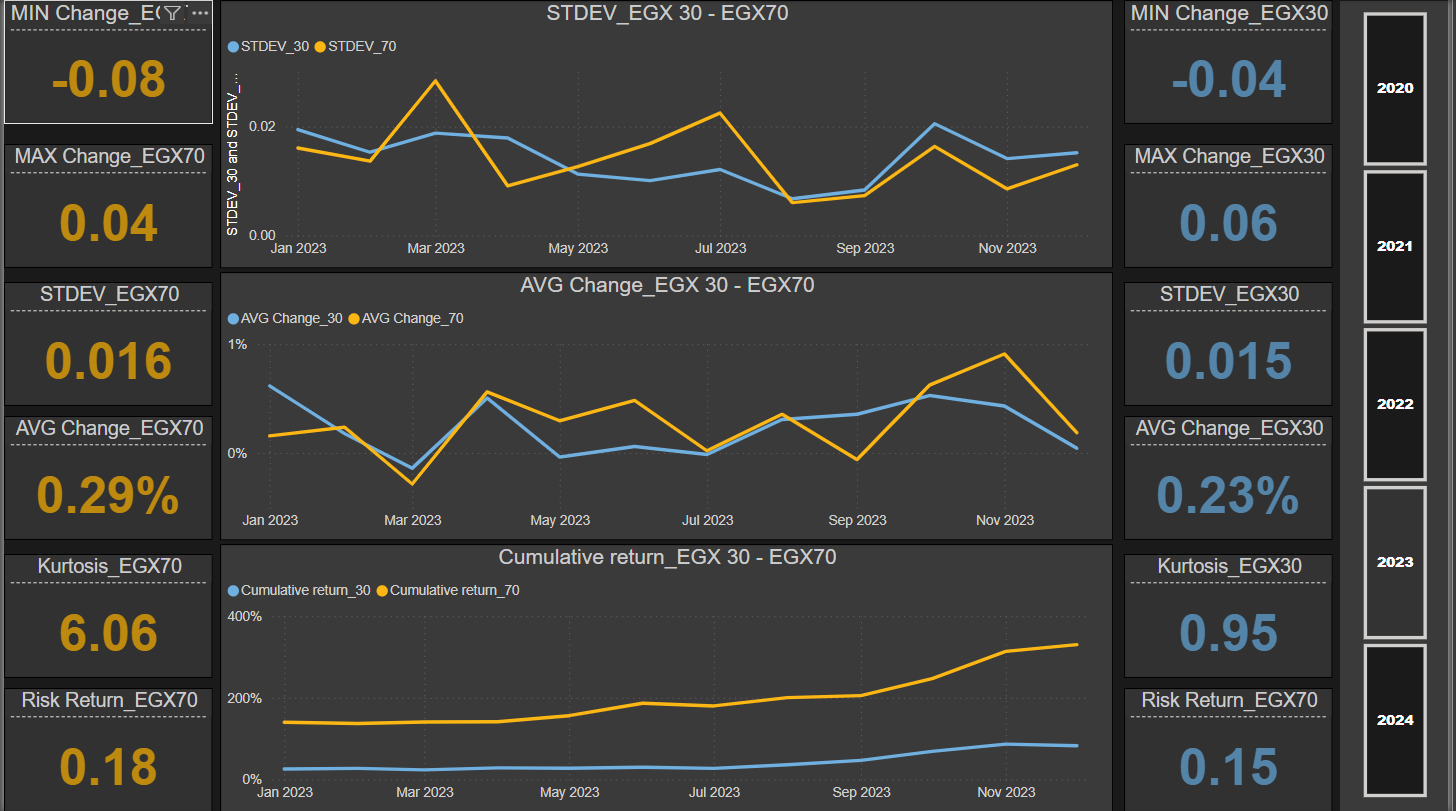 MIN Change_EG
-0.08
MAX Change_EGX70
0.04
STDEV_EGX70
0.016
AVG Change_EGX70
0.29%
Kurtosis_EGX70
6.06
Risk Return_EGX70
0.18
STDEV_EGX 30 - EGX70
STDEV_30 STDEV_70
STDEV_30 and STDEV_...
0.02
0.00
Jan 2023 Mar 2023 May 2023 Jul 2023 Sep 2023 Nov 2023
AVG Change_EGX 30 - EGX70
AVG Change_30 AVG Change_70
1%
0%
Jan 2023 Mar 2023 May 2023 Jul 2023 Sep 2023 Nov 2023
Cumulative return_EGX 30 - EGX70
Cumulative return_30 Cumulative return_70
400%
200%
0%
Jan 2023 Mar 2023 May 2023 Jul 2023 Sep 2023 Nov 2023
MIN Change_EGX30
-0.04
MAX Change_EGX30
0.06
STDEV_EGX30
0.015
AVG Change_EGX30
0.23%
Kurtosis_EGX30
0.95
Risk Return_EGX70
0.15
2020
2021
2022
2023
2024